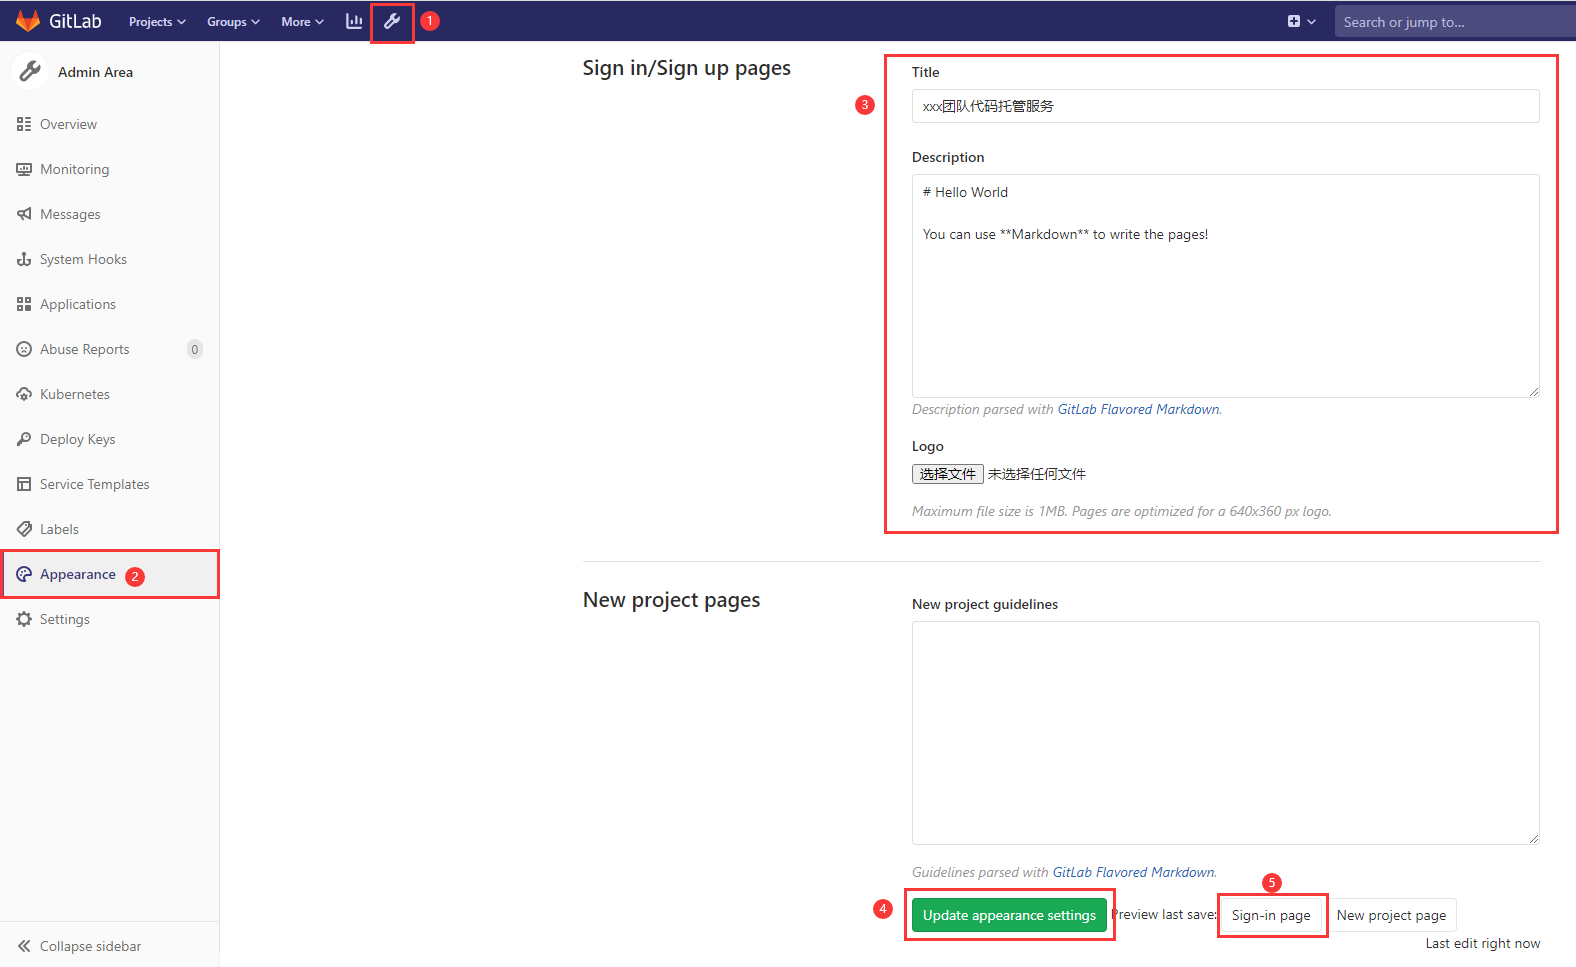 GitLab Projects Groups More 1 Search or jump to...
Admin Area
Overview
Monitoring
Messages
System Hooks
Applications
Abuse Reports 0
Kubernetes
Deploy Keys
Service Templates
Labels
Appearance 2
Settings
Collapse sidebar
Sign in/Sign up pages
3
Title
xxx团队代码托管服务
Description
# Hello World
You can use **Markdown** to write the pages!
Description parsed with GitLab Flavored Markdown.
Logo
选择文件 未选择任何文件
Maximum file size is 1MB. Pages are optimized for a 640x360 px logo.
New project pages
New project guidelines
Guidelines parsed with GitLab Flavored Markdown.
5
4 Update appearance settings Preview last save: Sign-in page New project page
Last edit right now